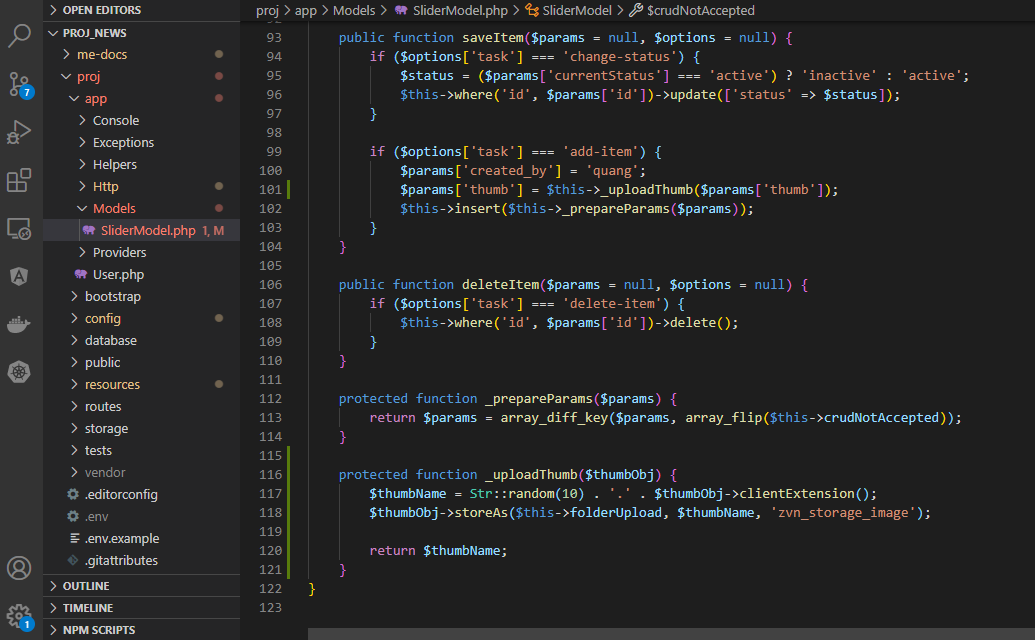 OPEN EDITORS
PROJ_NEWS
me-docs
proj
app
Console
Exceptions
Helpers
Http
Models
SliderModel.php 1, M
Providers
User.php
bootstrap
config
database
public
resources
routes
storage
tests
vendor
.editorconfig
.env
.env.example
.gitattributes
OUTLINE
TIMELINE
NPM SCRIPTS
7
1
proj > app > Models > SliderModel.php > SliderModel > $crudNotAccepted
93 public function saveItem($params = null, $options = null) {
94 if ($options['task'] === 'change-status') {
95 $status = ($params['currentStatus'] === 'active') ? 'inactive' : 'active';
96 $this->where('id', $params['id'])->update(['status' => $status]);
97 }
98
99 if ($options['task'] === 'add-item') {
100 $params['created_by'] = 'quang';
101 $params['thumb'] = $this->_uploadThumb($params['thumb']);
102 $this->insert($this->_prepareParams($params));
103 }
104 }
105
106 public function deleteItem($params = null, $options = null) {
107 if ($options['task'] === 'delete-item') {
108 $this->where('id', $params['id'])->delete();
109 }
110 }
111
112 protected function _prepareParams($params) {
113 return $params = array_diff_key($params, array_flip($this->crudNotAccepted));
114 }
115
116 protected function _uploadThumb($thumbObj) {
117 $thumbName = Str::random(10) . '.' . $thumbObj->clientExtension();
118 $thumbObj->storeAs($this->folderUpload, $thumbName, 'zvn_storage_image');
119
120 return $thumbName;
121 }
122 }
123